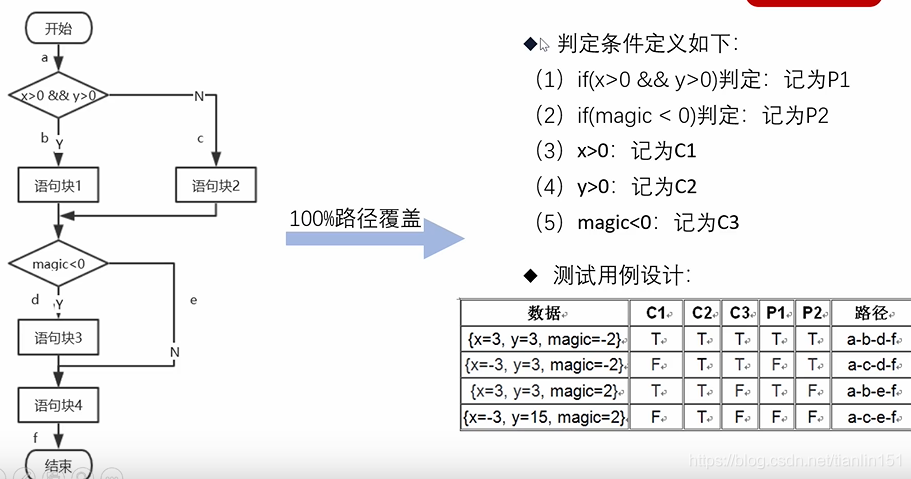 开始
a
x>0 && y>0
N
b
Y
c
语句块1
语句块2
magic<0
d
Y
e
语句块3
N
语句块4
f
结束
100%路径覆盖
判定条件定义如下：
（1）if(x>0 && y>0)判定：记为P1
（2）if(magic < 0)判定：记为P2
（3）x>0：记为C1
（4）y>0：记为C2
（5）magic<0：记为C3
测试用例设计：
数据 C1 C2 C3 P1 P2 路径
{x=3, y=3, magic=-2} T T T T T a-b-d-f
{x=-3, y=3, magic=-2} F T T F T a-c-d-f
{x=3, y=3, magic=2} T T F T F a-b-e-f
{x=-3, y=15, magic=2} F T F F F a-c-e-f
https://blog.csdn.net/tianlin151